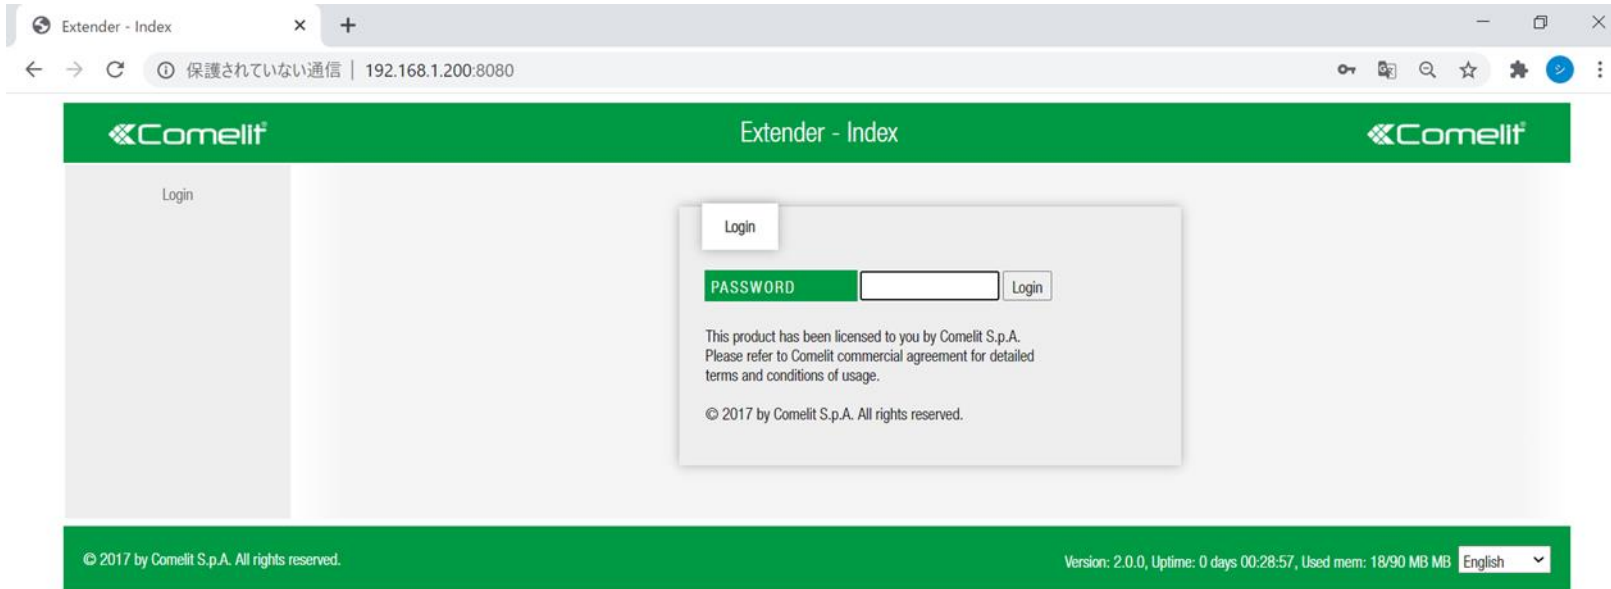 Extender - Index
保護されていない通信 | 192.168.1.200:8080
シ
Comelit
Extender - Index
Comelit
Login
Login
PASSWORD
Login
This product has been licensed to you by Comelit S.p.A.
Please refer to Comelit commercial agreement for detailed
terms and conditions of usage.
© 2017 by Comelit S.p.A. All rights reserved.
© 2017 by Comelit S.p.A. All rights reserved.
Version: 2.0.0, Uptime: 0 days 00:28:57, Used mem: 18/90 MB MB
English